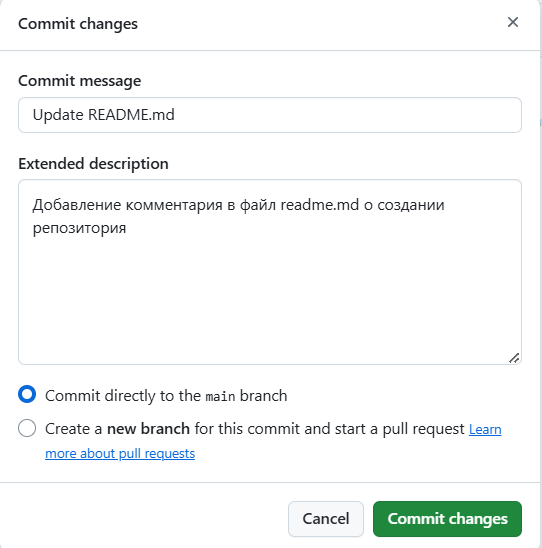 Commit changes
Commit message
Update README.md
Extended description
Добавление комментария в файл readme.md о создании
репозитория
Commit directly to the main branch
Create a new branch for this commit and start a pull request Learn
more about pull requests
Cancel
Commit changes